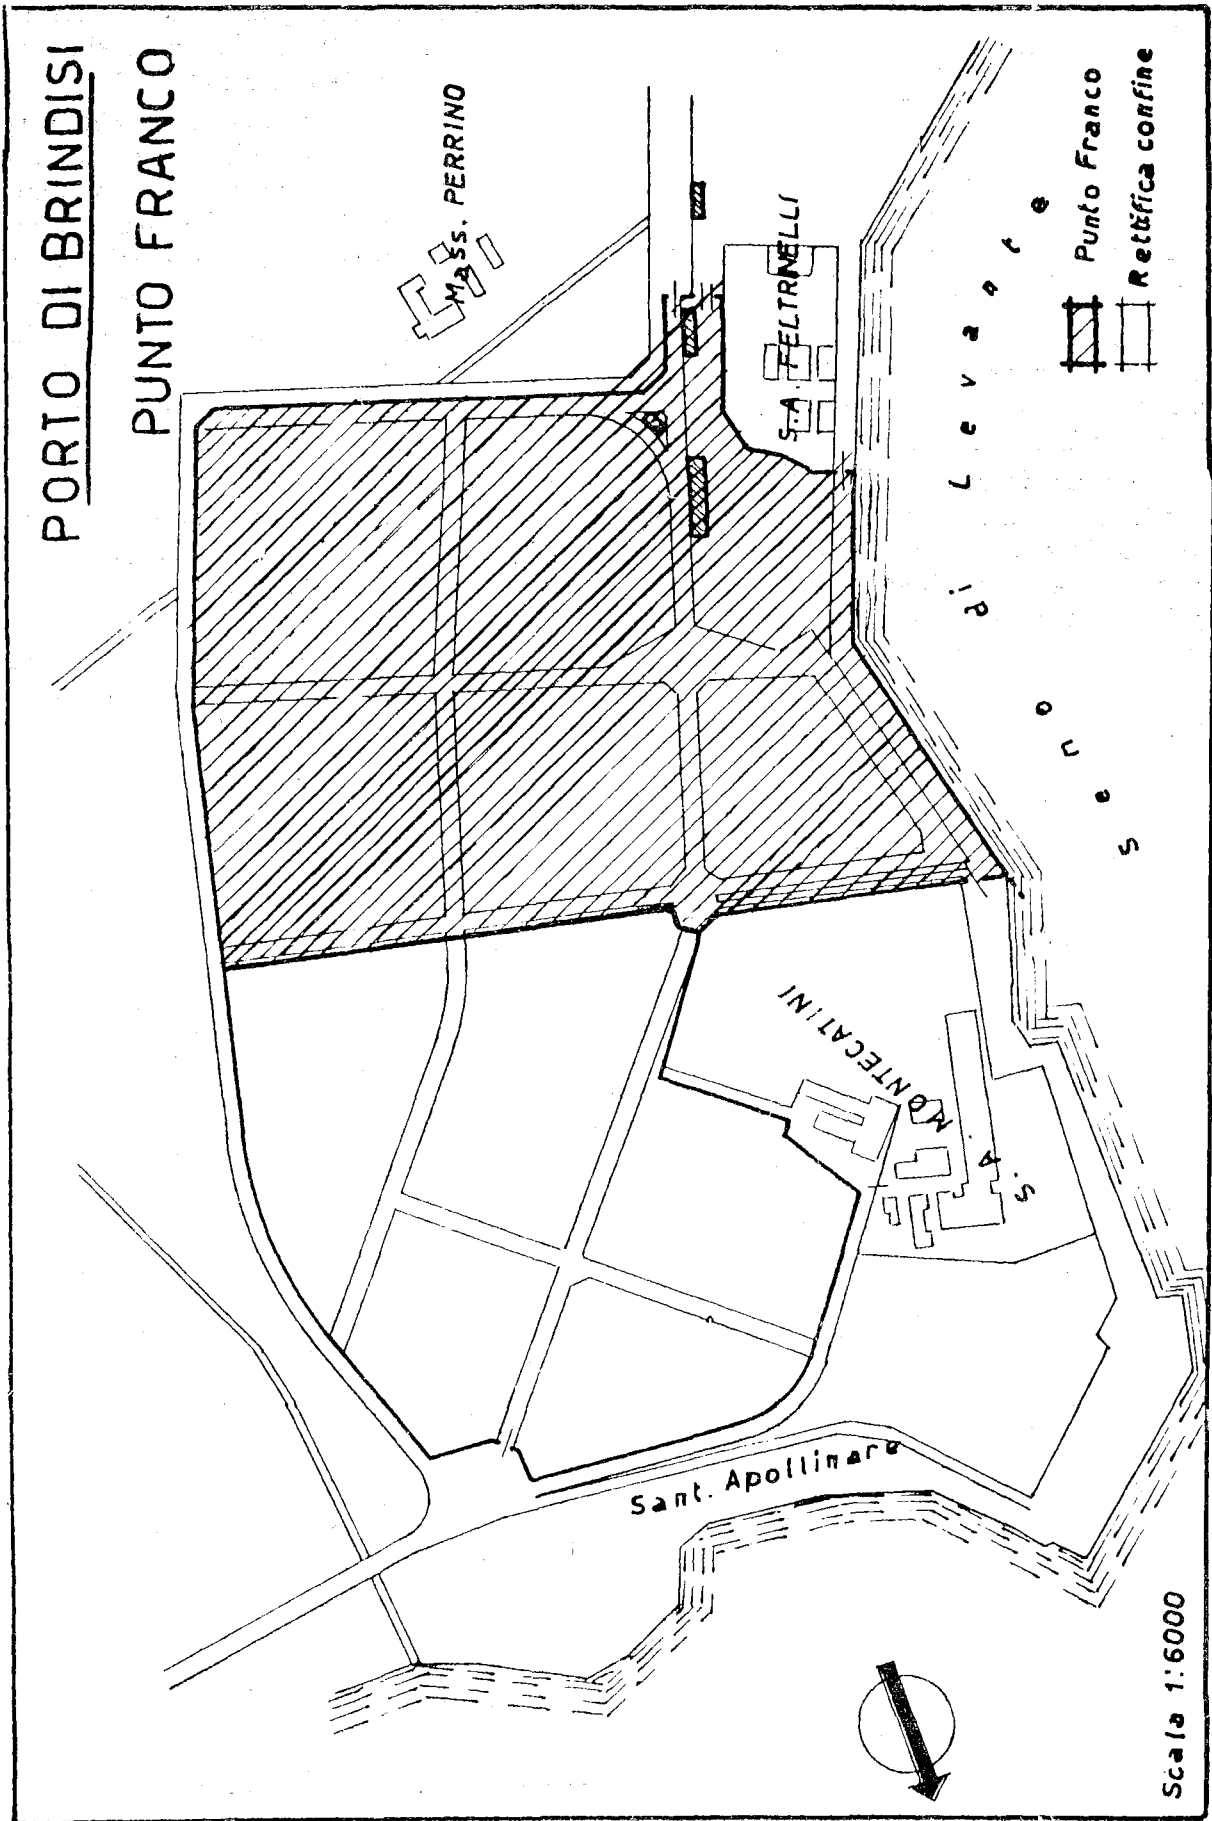 PORTO DI BRINDISI
PUNTO FRANCO
Mass. PERRINO
S.A. FELTRINELLI
S.A. MONTECATINI
Sant. Apollinare
seno di Levante
Punto Franco
Rettifica confine
Scala 1:6000